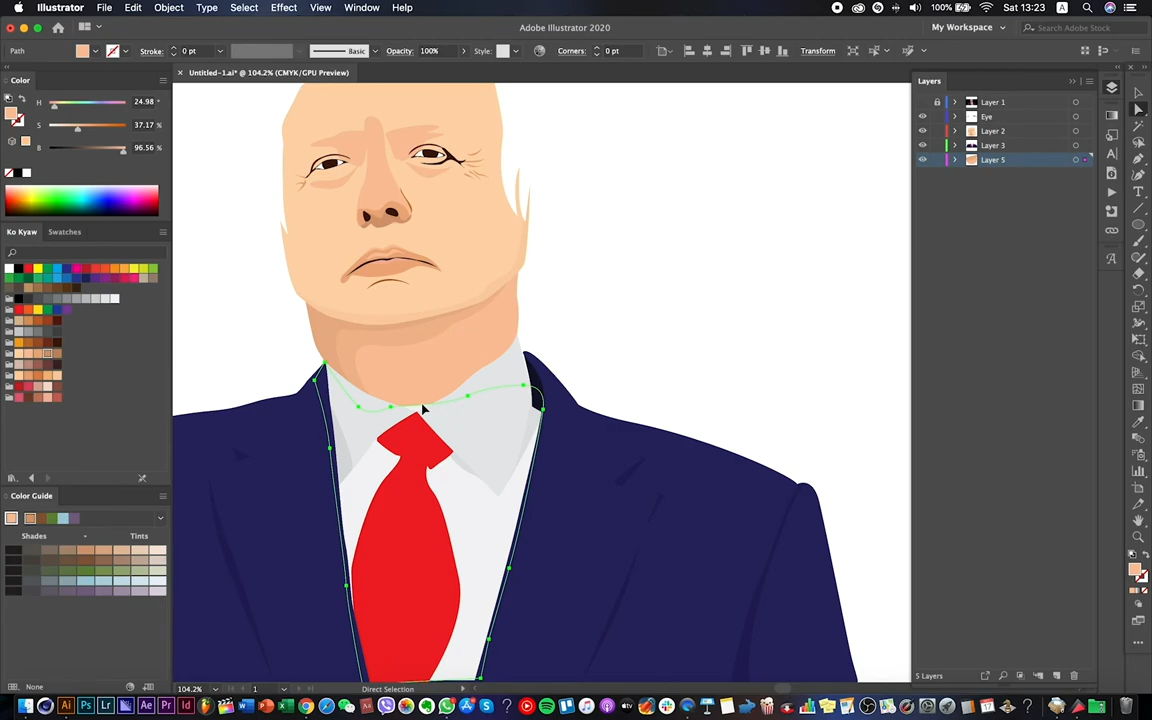 Illustrator File Edit Object Type Select Effect View Window Help 100% Sat 13:23 A
Adobe Illustrator 2020 My Workspace Search Adobe Stock
Path Stroke: 0 pt Basic Opacity: 100% Style: Corners: 0 pt Transform
× Untitled-1.ai* @ 104.2% (CMYK/GPU Preview)
Color
H 24.98 °
S 37.17 %
B 96.56 %
Ko Kyaw Swatches
Color Guide
Shades Tints
None
Layers
Layer 1
Eye
Layer 2
Layer 3
Layer 5
5 Layers
104.2% 1 Direct Selection